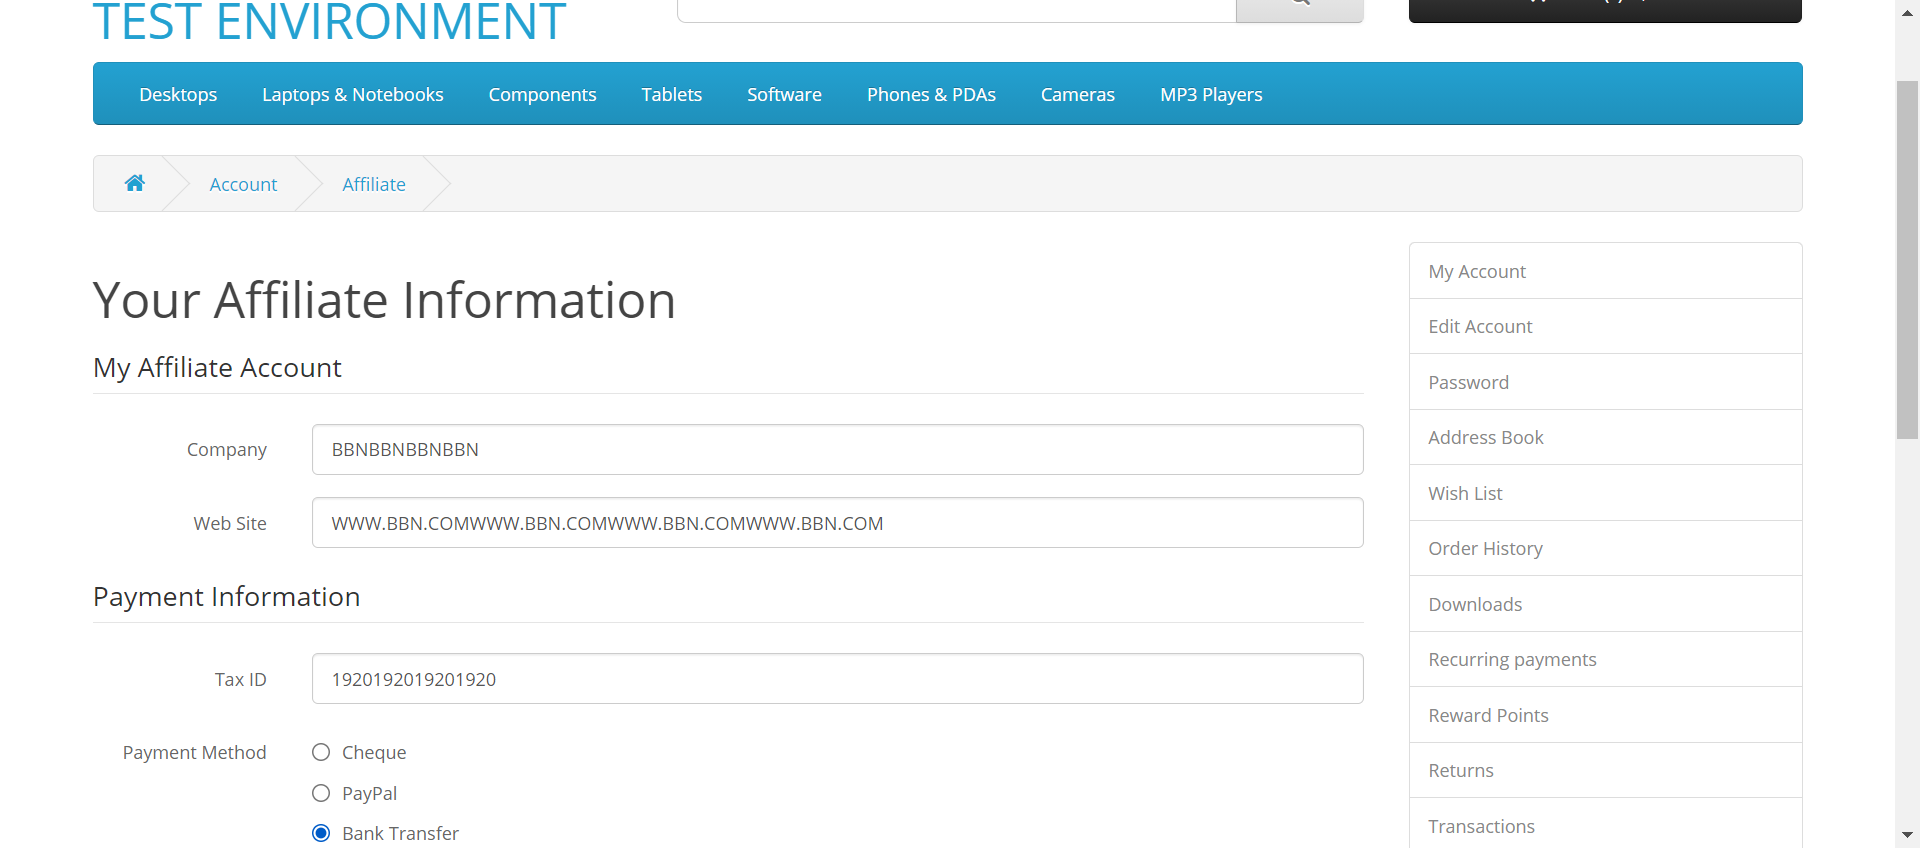 TEST ENVIRONMENT
Desktops Laptops & Notebooks Components Tablets Software Phones & PDAs Cameras MP3 Players
Account Affiliate
Your Affiliate Information
My Affiliate Account
Company BBNBBNBBNBBN
Web Site WWW.BBN.COMWWW.BBN.COMWWW.BBN.COMWWW.BBN.COM
Payment Information
Tax ID 1920192019201920
Payment Method Cheque
PayPal
Bank Transfer
My Account
Edit Account
Password
Address Book
Wish List
Order History
Downloads
Recurring payments
Reward Points
Returns
Transactions